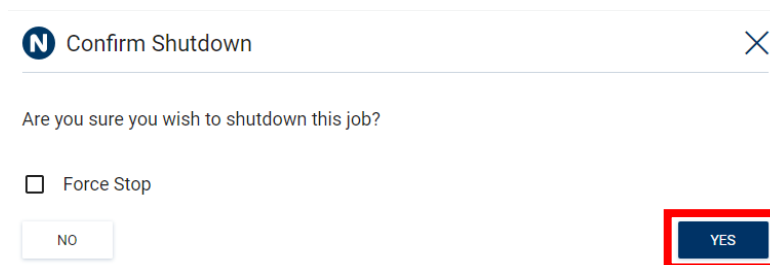 N Confirm Shutdown
Are you sure you wish to shutdown this job?
Force Stop
NO YES